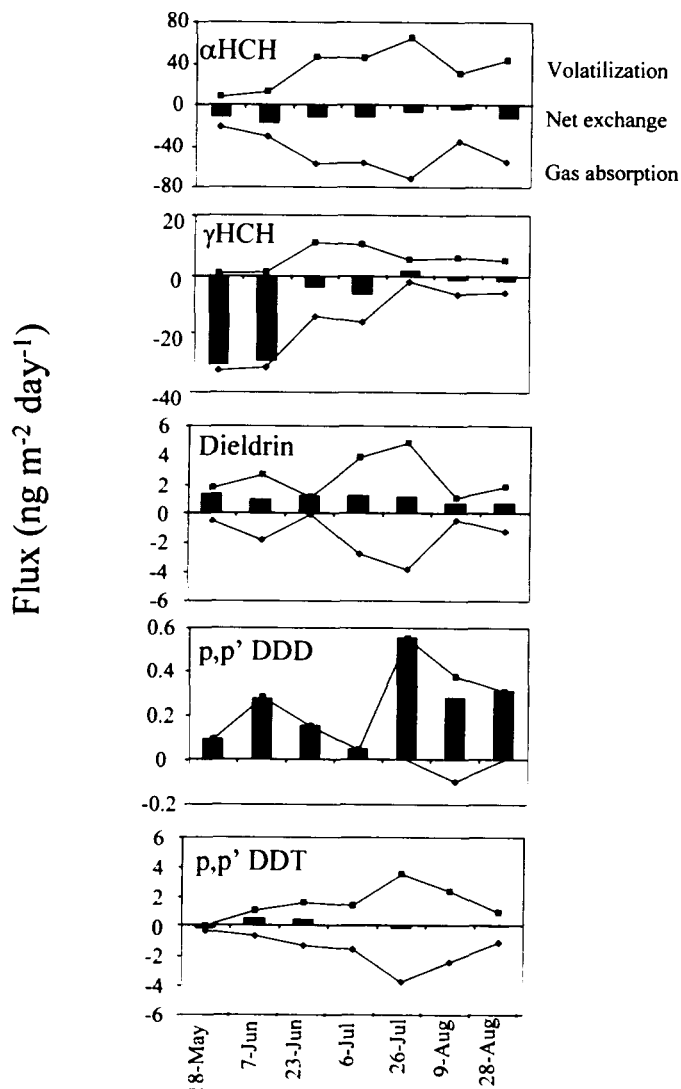 Flux (ng m⁻² day⁻¹)
80
αHCH
40
0
-40
-80
Volatilization
Net exchange
Gas absorption
20
γHCH
0
-20
-40
6
Dieldrin
4
2
0
-2
-4
-6
0.6
p,p' DDD
0.4
0.2
0
-0.2
6
p,p' DDT
4
2
0
-2
-4
-6
18-May
7-Jun
23-Jun
6-Jul
26-Jul
9-Aug
28-Aug